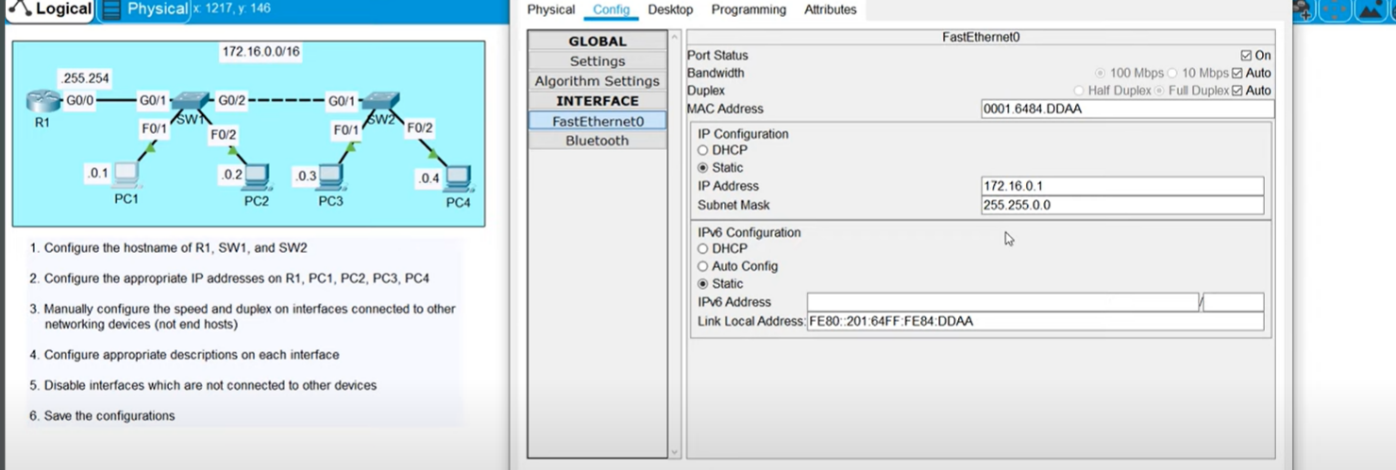 Logical Physical x: 1217, y: 146
172.16.0.0/16
.255.254
G0/0 G0/1 G0/2 G0/1
R1 SW1 SW2
F0/1 F0/2 F0/1 F0/2
.0.1 .0.2 .0.3 .0.4
PC1 PC2 PC3 PC4
1. Configure the hostname of R1, SW1, and SW2
2. Configure the appropriate IP addresses on R1, PC1, PC2, PC3, PC4
3. Manually configure the speed and duplex on interfaces connected to other
networking devices (not end hosts)
4. Configure appropriate descriptions on each interface
5. Disable interfaces which are not connected to other devices
6. Save the configurations
Physical Config Desktop Programming Attributes
GLOBAL
Settings
Algorithm Settings
INTERFACE
FastEthernet0
Bluetooth
FastEthernet0
Port Status On
Bandwidth 100 Mbps 10 Mbps Auto
Duplex Half Duplex Full Duplex Auto
MAC Address 0001.6484.DDAA
IP Configuration
DHCP
Static
IP Address 172.16.0.1
Subnet Mask 255.255.0.0
IPv6 Configuration
DHCP
Auto Config
Static
IPv6 Address /
Link Local Address: FE80::201:64FF:FE84:DDAA